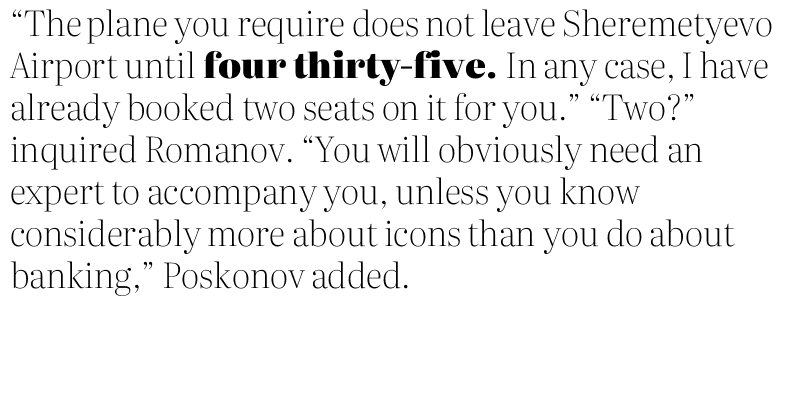 “The plane you require does not leave Sheremetyevo
Airport until four thirty-five. In any case, I have
already booked two seats on it for you.” “Two?”
inquired Romanov. “You will obviously need an
expert to accompany you, unless you know
considerably more about icons than you do about
banking,” Poskonov added.